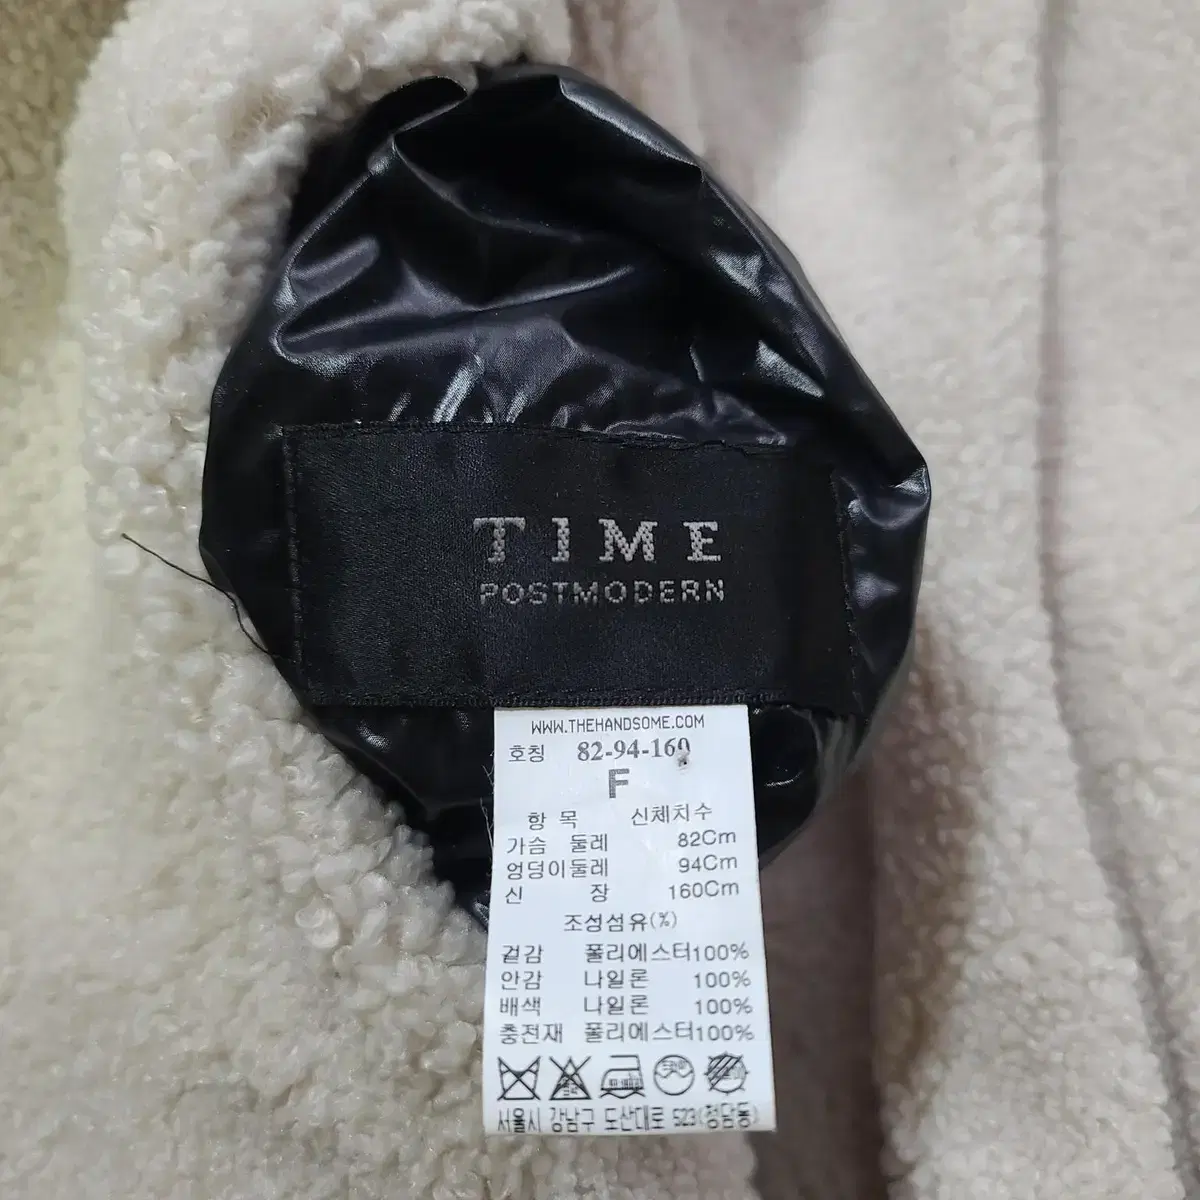 TIME
POSTMODERN
WWW.THEHANDSOME.COM
호칭 82-94-160
F
항 목 신체치수
가슴 둘레 82Cm
엉덩이둘레 94Cm
신 장 160Cm
조성섬유(%)
겉감 폴리에스터100%
안감 나일론 100%
배색 나일론 100%
충전재 폴리에스터100%
서울시 강남구 도산대로 523(청담동)